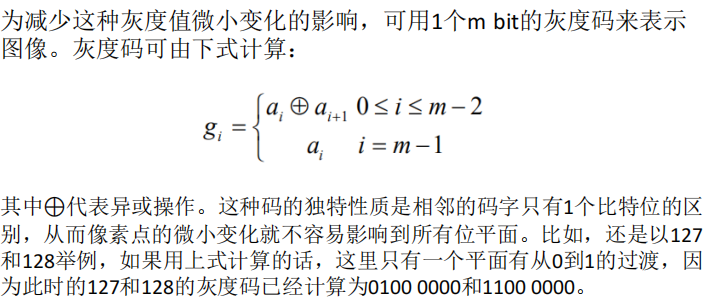 为减少这种灰度值微小变化的影响，可用1个m bit的灰度码来表示
图像。灰度码可由下式计算：
g_i = { a_i ⊕ a_{i+1} 0 ≤ i ≤ m − 2
a_i i = m − 1
其中⊕代表异或操作。这种码的独特性质是相邻的码字只有1个比特位的区
别，从而像素点的微小变化就不容易影响到所有位平面。比如，还是以127
和128举例，如果用上式计算的话，这里只有一个平面有从0到1的过渡，因
为此时的127和128的灰度码已经计算为0100 0000和1100 0000。